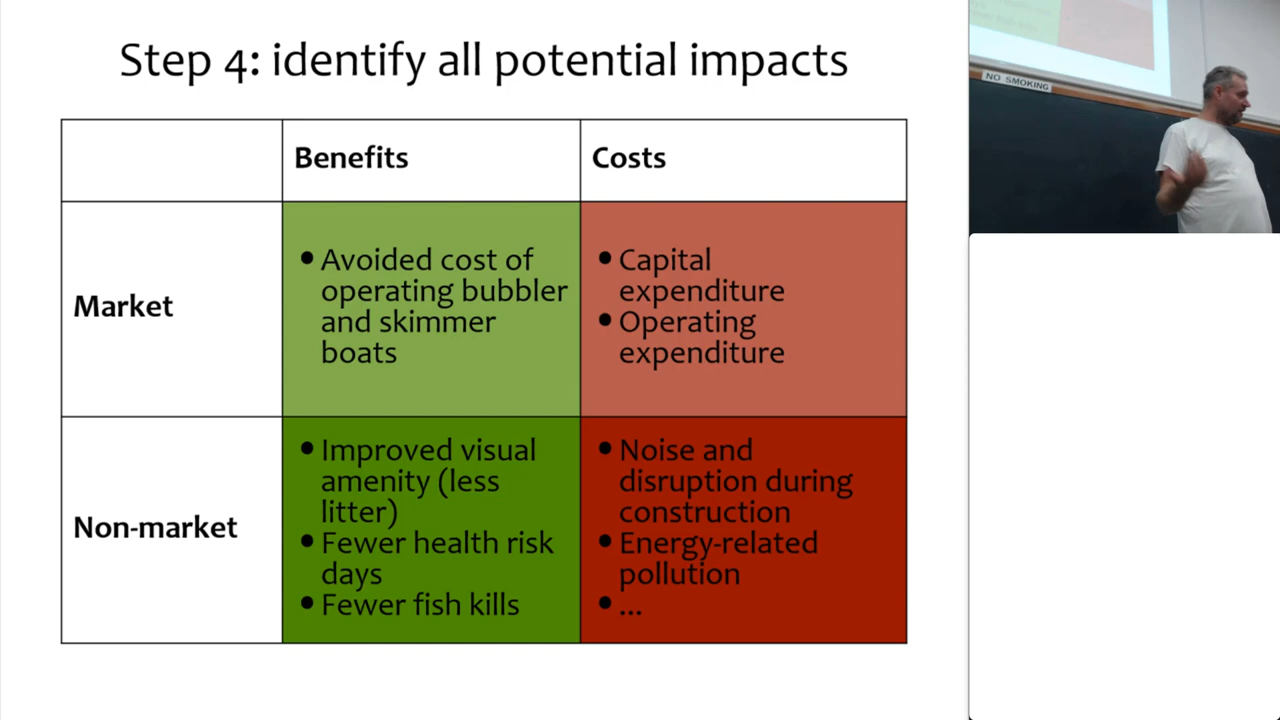 Step 4: identify all potential impacts
Benefits
Costs
Market
• Avoided cost of
operating bubbler
and skimmer
boats
• Capital
expenditure
• Operating
expenditure
Non-market
• Improved visual
amenity (less
litter)
• Fewer health risk
days
• Fewer fish kills
• Noise and
disruption during
construction
• Energy-related
pollution
• ...
NO SMOKING